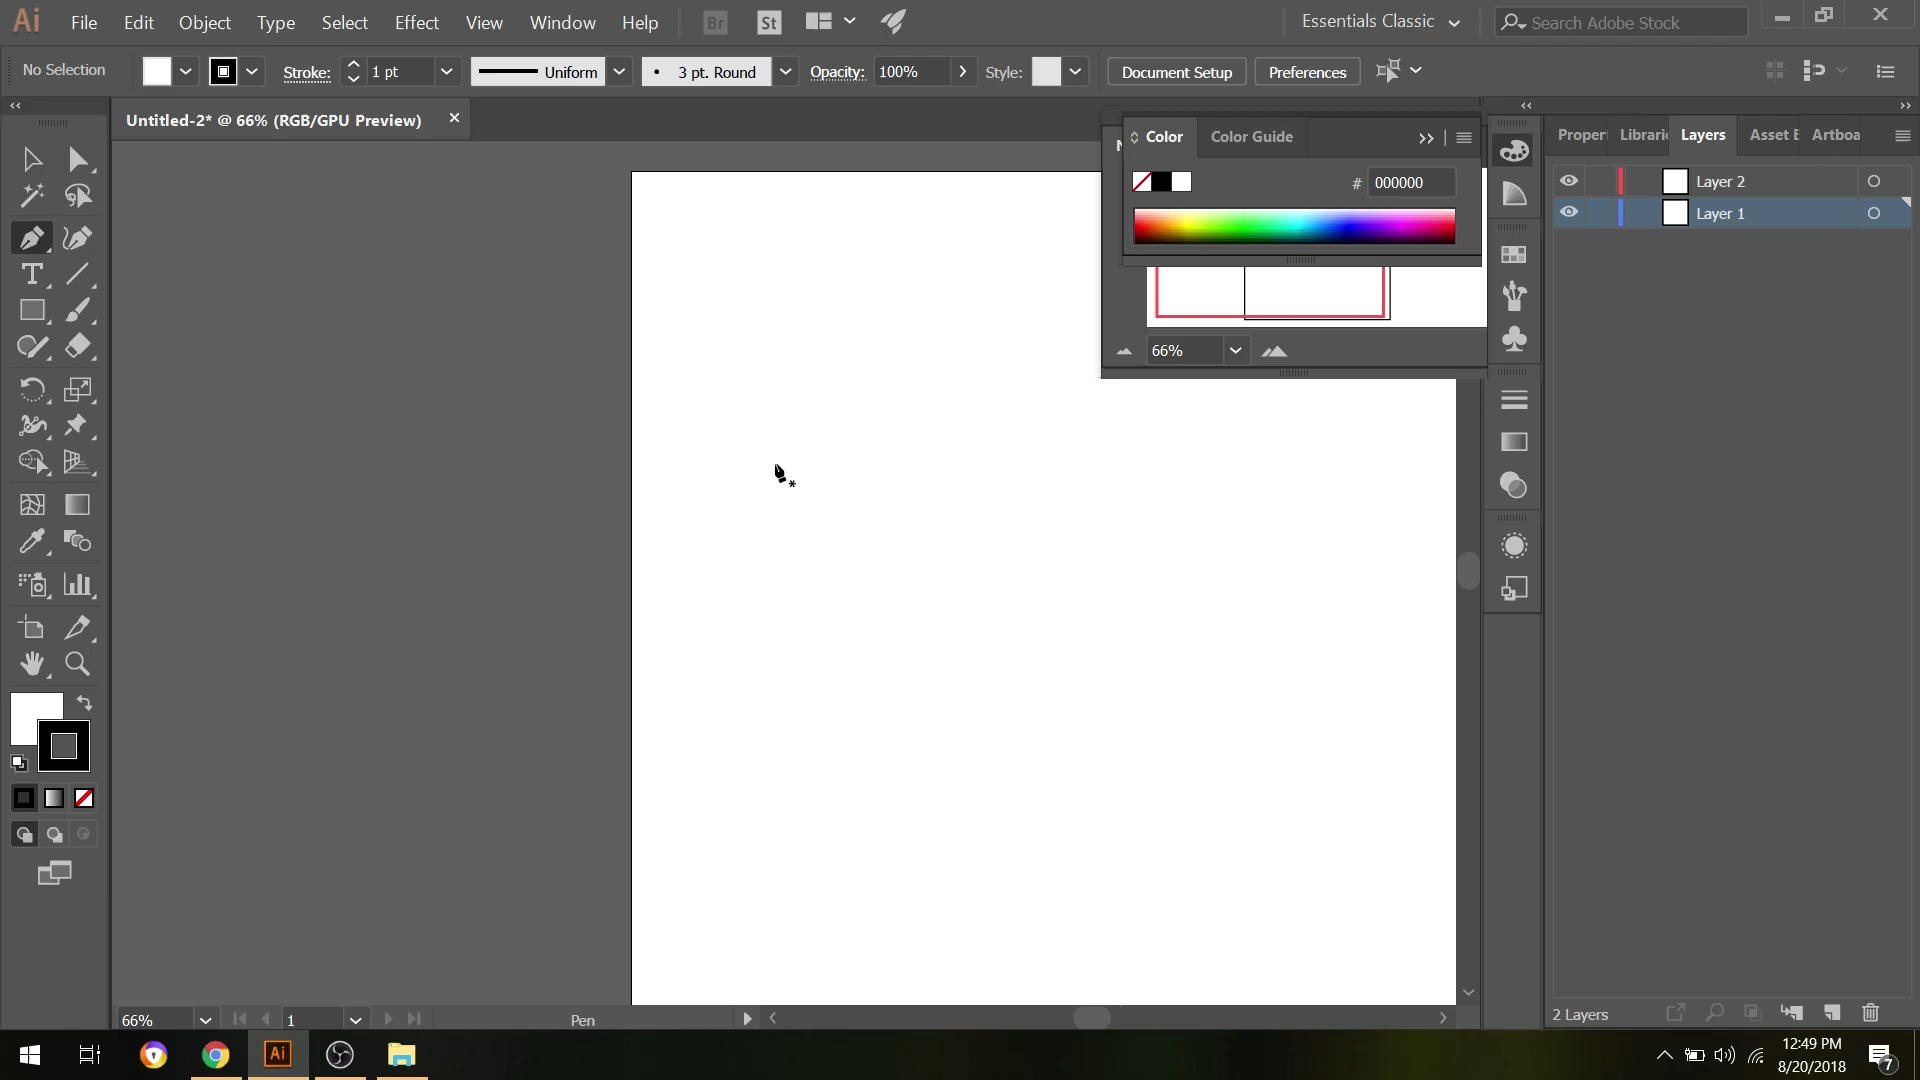 Ai File Edit Object Type Select Effect View Window Help Br St Essentials Classic Search Adobe Stock
No Selection Stroke: 1 pt Uniform 3 pt. Round Opacity: 100% Style: Document Setup Preferences
Untitled-2* @ 66% (RGB/GPU Preview)
Color Color Guide
# 000000
66%
Proper Librari Layers Asset E Artboa
Layer 2
Layer 1
66% 1 Pen
2 Layers
Ai
12:49 PM
8/20/2018
7